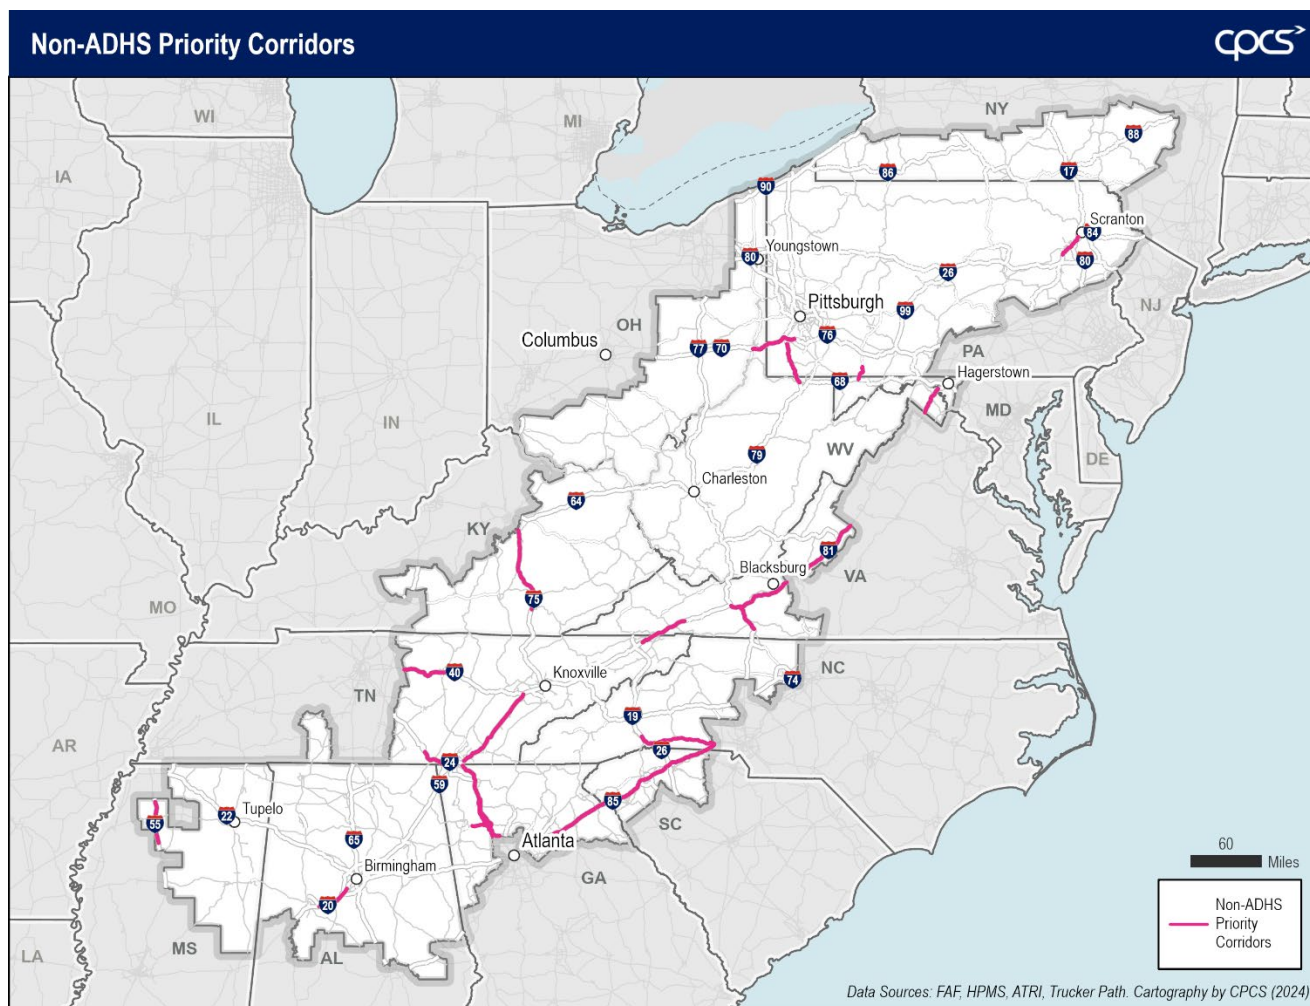 Non-ADHS Priority Corridors
cpcs
NY
WI
MI
88
86
17
IA
90
Scranton
84
Youngstown
80
80
26
NJ
99
Pittsburgh
OH
76
Columbus
77
70
PA
Hagerstown
68
MD
IL
IN
WV
DE
79
Charleston
64
KY
81
Blacksburg
VA
MO
75
NC
40
Knoxville
74
TN
19
AR
26
24
59
85
22
Tupelo
55
SC
65
Atlanta
60
Miles
Birmingham
GA
20
Non-ADHS
Priority
Corridors
MS
LA
AL
Data Sources: FAF, HPMS, ATRI, Trucker Path. Cartography by CPCS (2024)